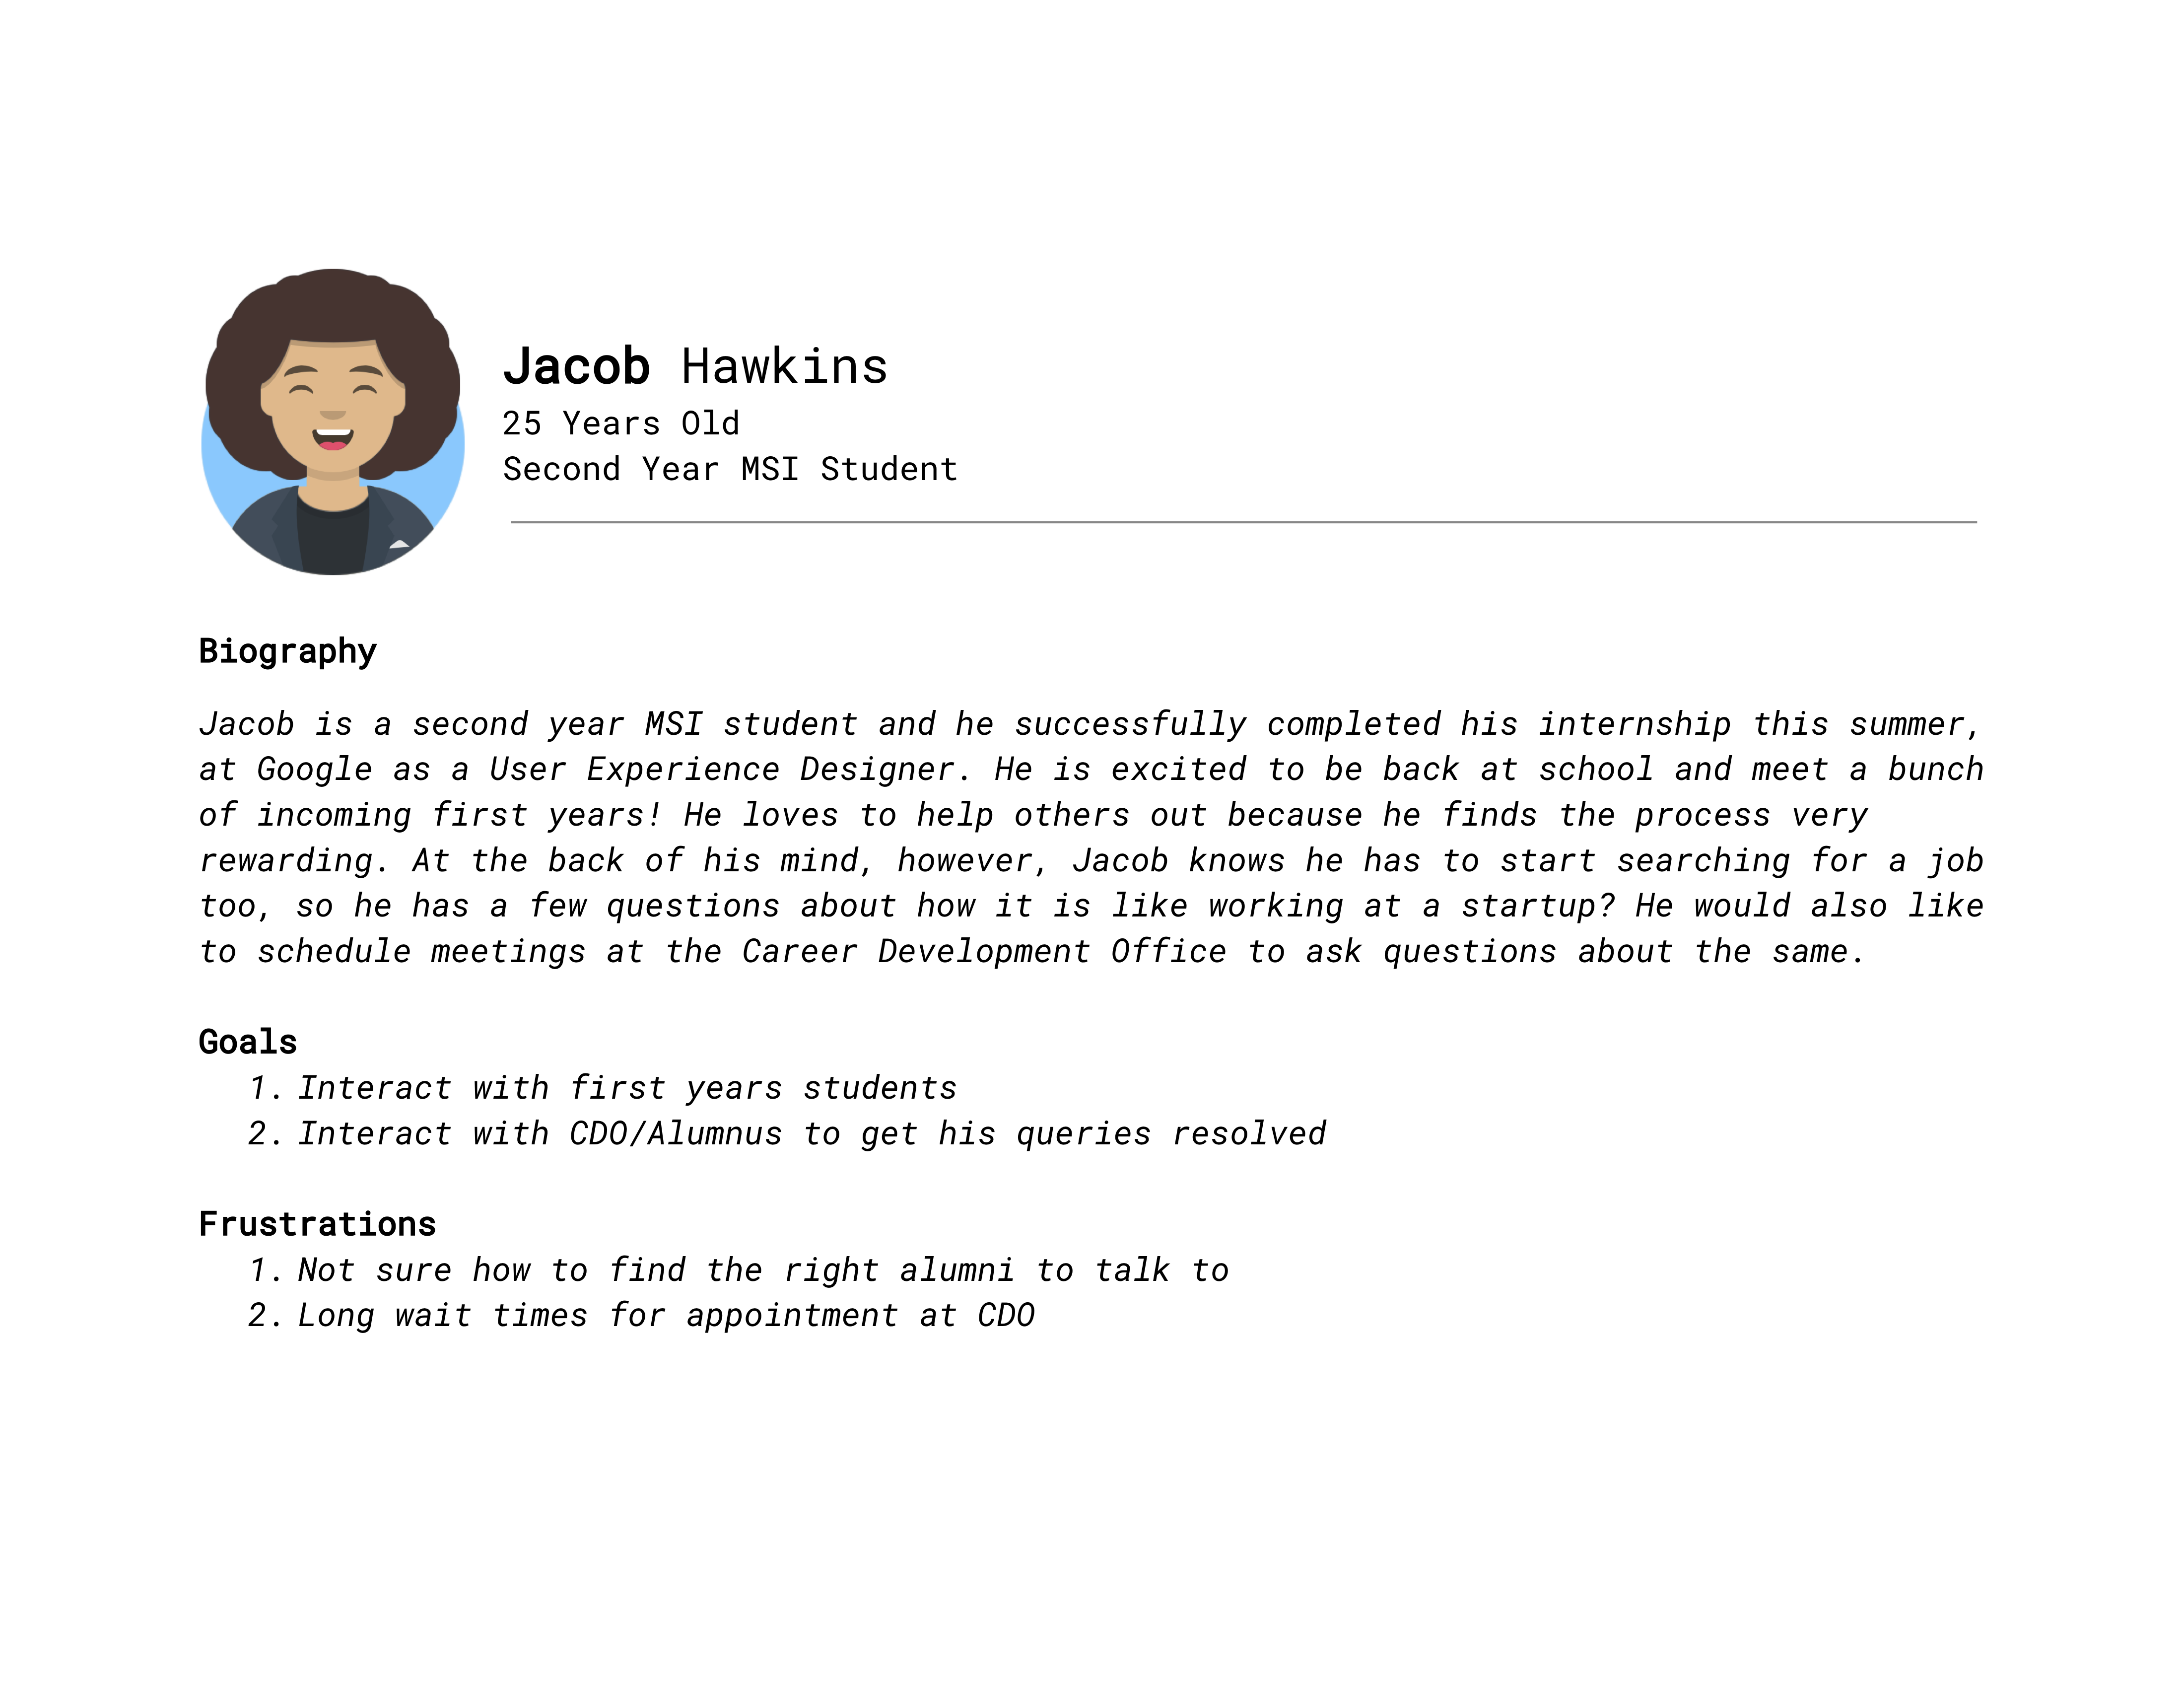 Jacob Hawkins
25 Years Old
Second Year MSI Student
Biography
Jacob is a second year MSI student and he successfully completed his internship this summer,
at Google as a User Experience Designer. He is excited to be back at school and meet a bunch
of incoming first years! He loves to help others out because he finds the process very
rewarding. At the back of his mind, however, Jacob knows he has to start searching for a job
too, so he has a few questions about how it is like working at a startup? He would also like
to schedule meetings at the Career Development Office to ask questions about the same.
Goals
1. Interact with first years students
2. Interact with CDO/Alumnus to get his queries resolved
Frustrations
1. Not sure how to find the right alumni to talk to
2. Long wait times for appointment at CDO